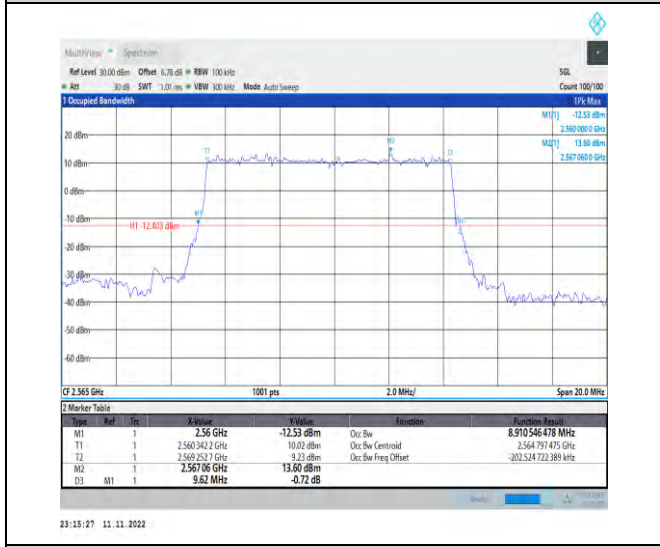 MultiView Spectrum
Ref Level 30.00 dBm Offset 6.78 dB RBW 100 kHz SGL
Att 30 dB SWT 1.01 ms VBW 300 kHz Mode Auto Sweep Count 100/100
1 Occupied Bandwidth 1Pk Max
M1[1] -12.53 dBm
2.560 000 0 GHz
20 dBm M2[1] 13.60 dBm
2.567 060 0 GHz
T1 M2
10 dBm
0 dBm
M1
-10 dBm
H1 -12.403 dBm
-20 dBm
-30 dBm
-40 dBm
-50 dBm
-60 dBm
CF 2.565 GHz 1001 pts 2.0 MHz/ Span 20.0 MHz
2 Marker Table
Type Ref Trc X-Value Y-Value Function Function Result
M1 1 2.56 GHz -12.53 dBm Occ Bw 8.910 546 478 MHz
T1 1 2.560 342 2 GHz 10.02 dBm Occ Bw Centroid 2.564 797 475 GHz
T2 1 2.569 252 7 GHz 9.23 dBm Occ Bw Freq Offset -202.524 722 389 kHz
M2 1 2.567 06 GHz 13.60 dBm
D3 M1 1 9.62 MHz -0.72 dB
23:15:27 11.11.2022